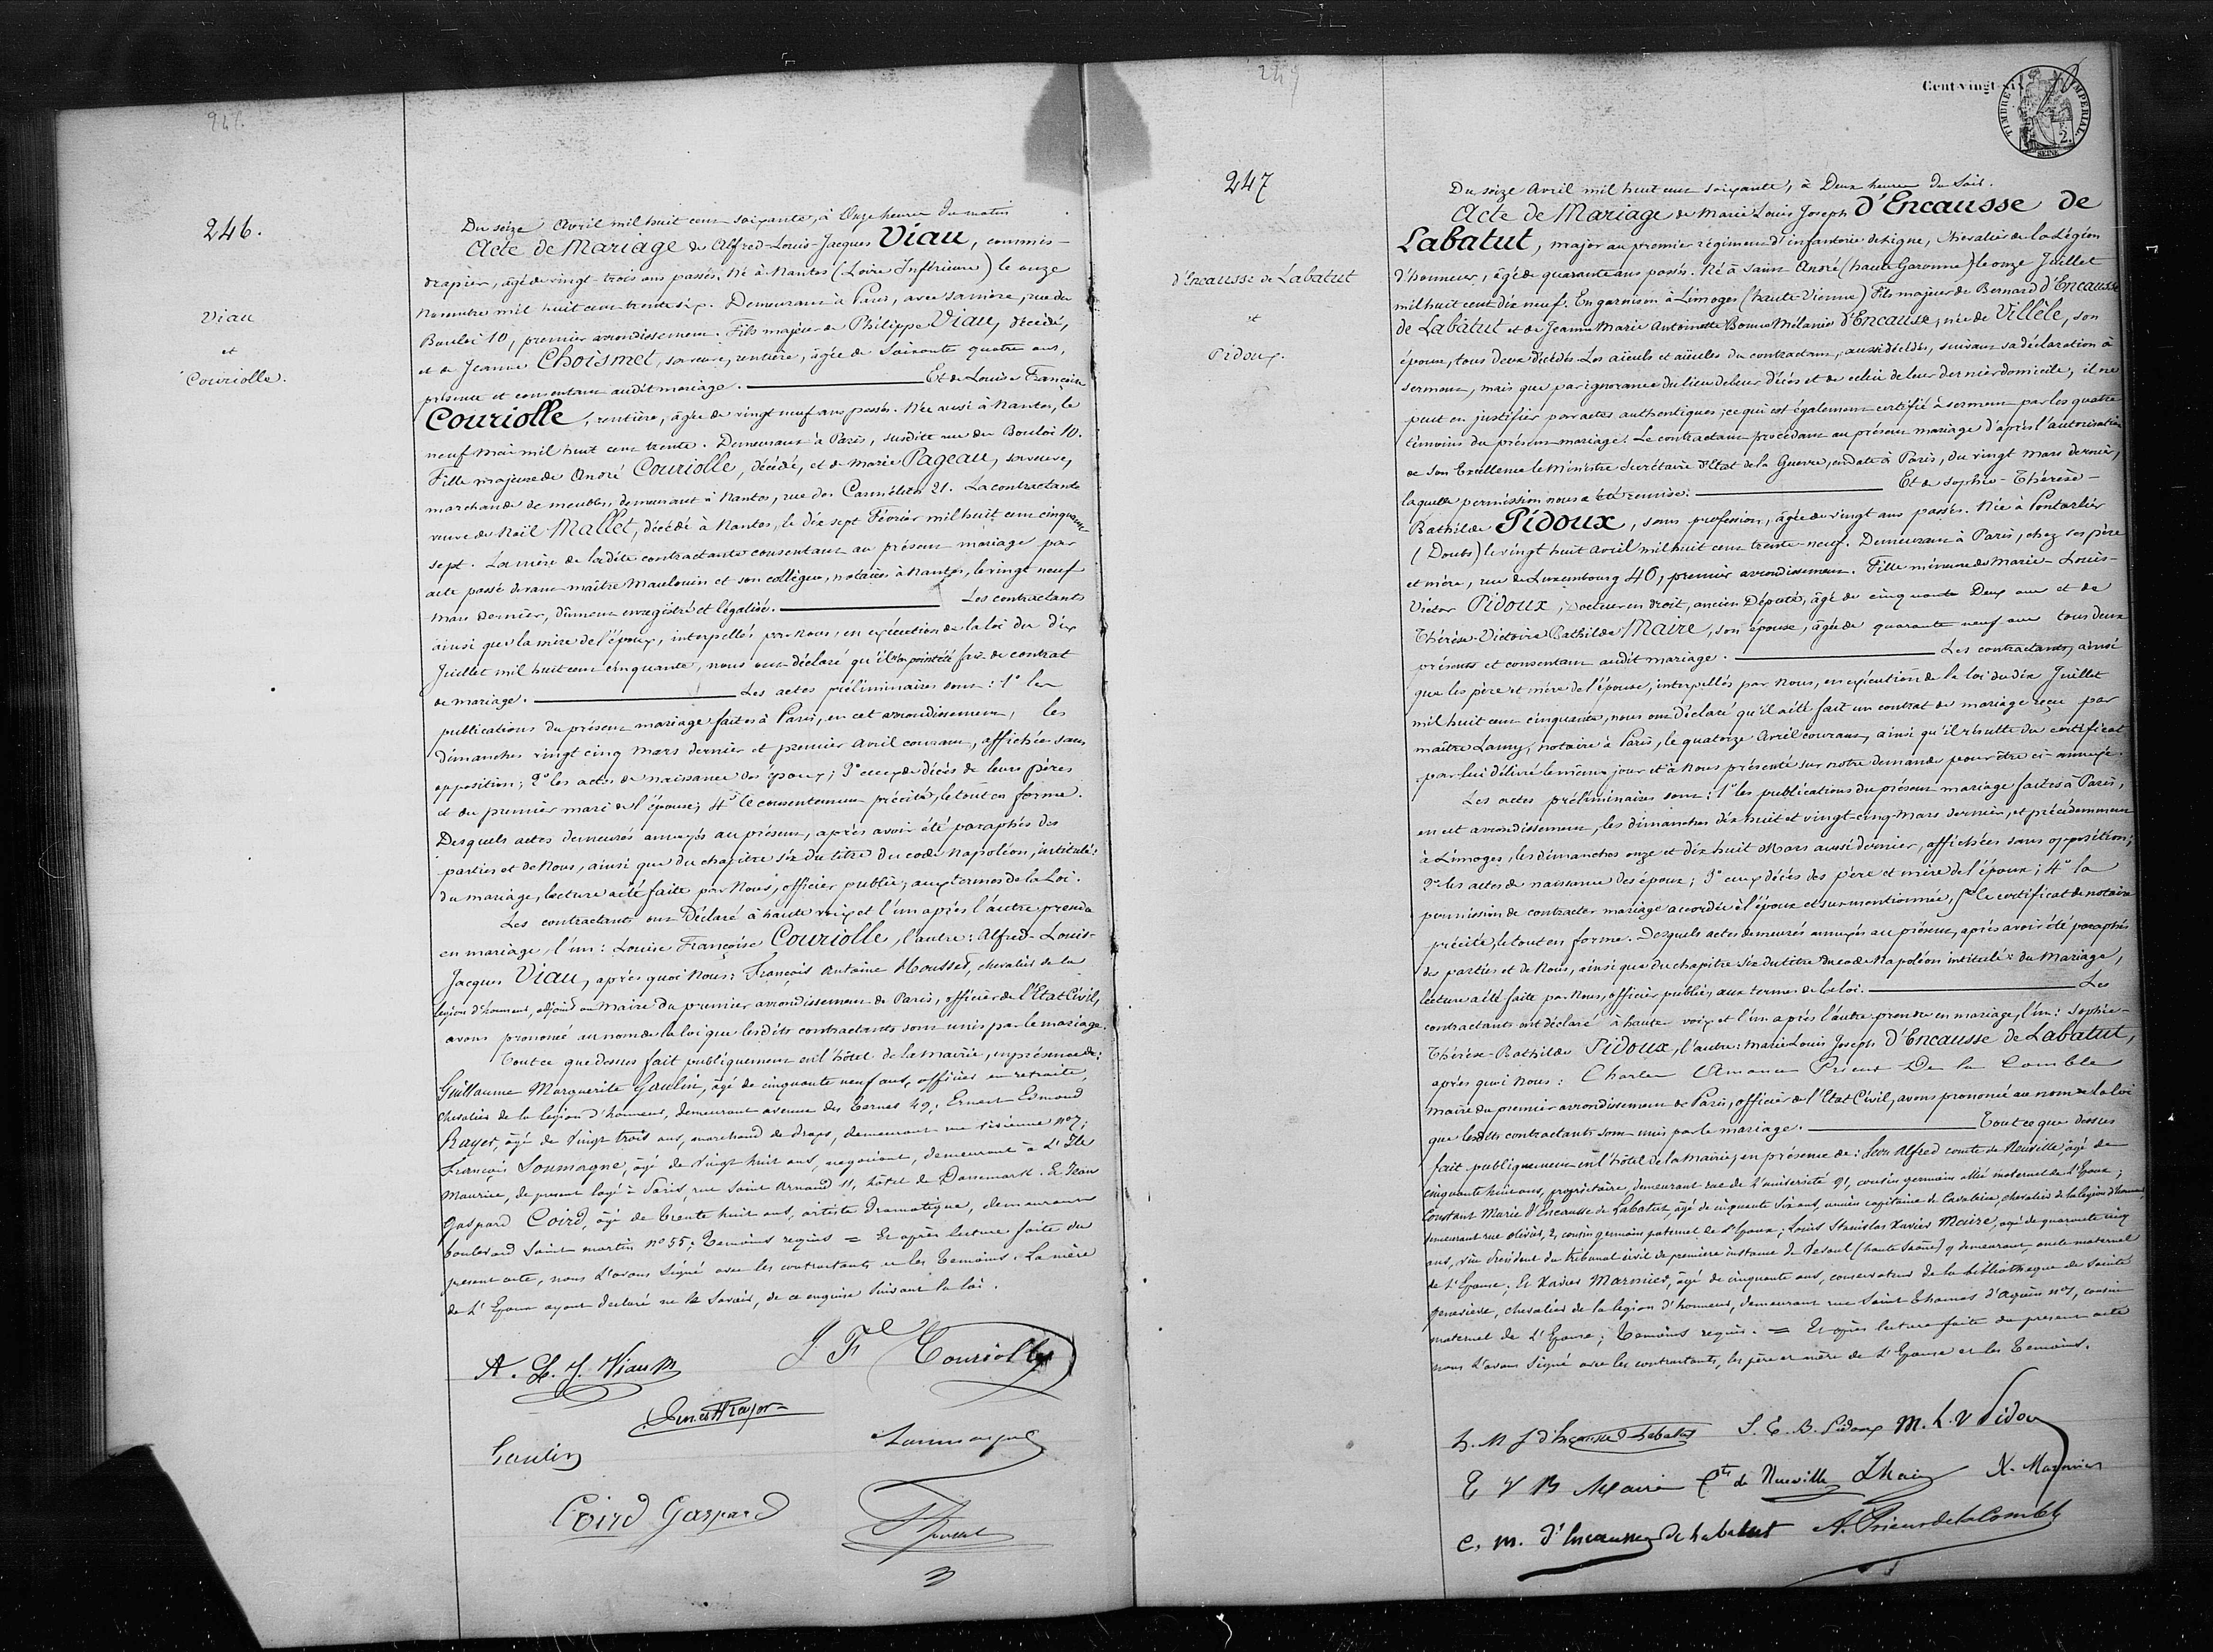 246.
Viau
et
Couriolle.
Du seize Avril mil huit cent soixante, à Onze heures du matin
Acte de Mariage de Alfred-Louis-Jacques Viau, commis-
drapier, âgé de vingt-trois ans passés. Né à Nantes (Loire Inférieure) le onze
Novembre mil huit cent trente six. Demeurant à Paris, avec sa mère, rue du
Bouloi 10, premier arrondissement. Fils majeur de Philippe Viau, décédé,
et de Jeanne Choismet, sa veuve, rentière, âgée de Soixante quatre ans,
présente et consentant audit mariage. Et de Louise Françoise
Couriolle, rentière, âgée de vingt neuf ans passés. Née aussi à Nantes, le
neuf Mai mil huit cent trente. Demeurant à Paris, susdite rue du Bouloi 10.
Fille majeure de André Couriolle, décédé, et de Marie Pageau, sa veuve,
marchande de meubles, demeurant à Nantes, rue des Carmélites 21. La contractante
veuve de Noël Mallet, décédé à Nantes, le dix sept Février mil huit cent cinquante
sept. La mère de ladite contractante consentant au présent mariage par
acte passé devant maître Maulouin et son collègue, notaires à Nantes, le vingt neuf
Mars dernier, dûment enregistré et légalisé. Les contractants
ainsi que la mère de l'époux, interpellés par Nous, en exécution de la loi du dix
Juillet mil huit cent cinquante, nous ont déclaré qu'il n'a point été fait de contrat
de mariage. Les actes préliminaires sont: 1° les
publications du présent mariage faites à Paris, en cet arrondissement, les
dimanches vingt cinq Mars dernier et premier Avril courant, affichées sans
opposition; 2° les actes de naissance des époux; 3° ceux de décès de leurs pères
et du premier mari de l'épouse; 4° le consentement précité, le tout en forme.
Desquels actes demeurés annexés au présent, après avoir été paraphés des
parties et de Nous, ainsi que du chapitre six du titre du code Napoléon, intitulé:
du mariage, lecture a été faite par Nous, officier public, aux termes de la Loi.
Les contractants ont déclaré à haute voix et l'un après l'autre prendre
en mariage, l'un: Louise Françoise Couriolle, l'autre: Alfred-Louis-
Jacques Viau, après quoi Nous: François Antoine Mousset, chevalier de la
légion d'honneur, adjoint au Maire du premier arrondissement de Paris, officier de l'Etat Civil,
avons prononcé au nom de la loi que lesdits contractants sont unis par le mariage.
Tout ce que dessus fait publiquement en l'hôtel de la mairie, en présence de:
Guillaume Marguerite Gaulin, âgé de cinquante neuf ans, officier en retraite,
chevalier de la légion d'honneur, demeurant avenue des Ternes 49; Ernest Edmond
Rayer, âgé de vingt trois ans, marchand de draps, demeurant rue Vivienne n° 7;
François Soumagne, âgé de vingt huit ans, négociant, demeurant à l'Ile
Maurice, de présent logé à Paris, rue Saint Arnaud 11, hôtel de Dannemark. Et Jean
Gaspard Coird, âgé de trente huit ans, artiste dramatique, demeurant
boulevard Saint martin n° 55; témoins requis = Et après lecture faite du
présent acte, nous l'avons signé avec les contractants et les témoins. La mère
de l'époux ayant déclaré ne le savoir, de ce enquise suivant la loi.
A. L. J. Viau
Couriolle
Gaulin
Coird Gaspard
247
d'Encausse de Labatut
et
Pidoux.
Cent-vingt-six
TIMBRE IMPERIAL
SEINE
Du seize Avril mil huit cent soixante, à Deux heures du Soir.
Acte de Mariage de Marie Louis Joseph d'Encausse de
Labatut, major au premier régiment d'infanterie de ligne, Chevalier de la Légion
d'honneur, âgé de quarante ans passés. Né à Saint André (haute Garonne) le onze Juillet
mil huit cent dix neuf. En garnison à Limoges (haute-Vienne) Fils majeur de Bernard d'Encausse
de Labatut et de Jeanne Marie Antoinette Bonne Mélanie d'Encausse, née de Villèle, son
épouse, tous deux décédés. Les aïeuls et aïeules du contractant, aussi décédés, suivant sa déclaration à
serment, mais que par ignorance du lieu de leur décès et de celui de leur dernier domicile, il ne
peut en justifier par actes authentiques; ce qui est également certifié à serment par les quatre
témoins du présent mariage. Le contractant procédant au présent mariage d'après l'autorisation
de Son Excellence le Ministre Secrétaire d'Etat de la Guerre, en date à Paris, du vingt Mars dernier,
laquelle permission nous a été remise. Et de Sophie-Thérèse-
Bathilde Pidoux, sans profession, âgée de vingt ans passés. Née à Pontarlier
(Doubs) le vingt huit Avril mil huit cent trente-neuf. Demeurant à Paris, chez ses père
et mère, rue de Luxembourg 40, premier arrondissement. Fille mineure de Marie-Louis-
Victor Pidoux, Docteur en droit, ancien Député, âgé de cinquante Deux ans et de
Thérèse-Victoire Bathilde Maire, son épouse, âgée de quarante neuf ans tous deux
présents et consentant audit mariage. Les contractants, ainsi
que les père et mère de l'épouse, interpellés par Nous, en exécution de la loi du dix Juillet
mil huit cent cinquante, nous ont déclaré qu'il a été fait un contrat de mariage reçu par
maître Lamy, notaire à Paris, le quatorze Avril courant, ainsi qu'il résulte du certificat
par lui délivré le même jour et à Nous présenté sur notre demande pour être ci-annexé.
Les actes préliminaires sont: 1° les publications du présent mariage faites à Paris,
en cet arrondissement, les dimanches dix huit et vingt-cinq Mars dernier, et précédemment
à Limoges, les dimanches onze et dix huit Mars aussi dernier, affichées sans opposition;
2° les actes de naissance des époux; 3° ceux décès des père et mère de l'époux; 4° la
permission de contracter mariage accordée à l'époux et susmentionnée, 5° le certificat de notaire
précité, le tout en forme. Desquels actes demeurés annexés au présent, après avoir été paraphés
des parties et de Nous, ainsi que du chapitre six du titre du code Napoléon intitulé: du Mariage,
lecture a été faite par Nous, officier public, aux termes de la loi. Les
contractants ont déclaré à haute voix et l'un après l'autre prendre en mariage, l'un: Sophie-
Thérèse-Bathilde Pidoux, l'autre: Marie Louis Joseph d'Encausse de Labatut,
après quoi Nous: Charles Amance Prieur De la Comble
maire du premier arrondissement de Paris, officier de l'Etat Civil, avons prononcé au nom de la loi
que lesdits contractants sont unis par le mariage. Tout ce que dessus
fait publiquement en l'hôtel de la Mairie, en présence de: Léon Alfred comte de Neuville, âgé de
cinquante huit ans, propriétaire, demeurant rue de l'université 91, cousin germain allié maternel de l'époux;
Constant Marie d'Encausse de Labatut, âgé de cinquante six ans, ancien capitaine de Cavalerie, chevalier de la légion d'honneur,
demeurant rue Olivier, 2, cousin germain paternel de l'époux; Louis Stanislas Xavier Maire, âgé de quarante cinq
ans, vice Président du tribunal civil de première instance de Vesoul (haute Saône) y demeurant, oncle maternel
de l'Epouse; Et Xavier Marmier, âgé de cinquante ans, conservateur de la bibliothèque de Sainte
Geneviève, chevalier de la légion d'honneur, demeurant rue Saint Thomas d'Aquin n° 1, cousin
maternel de l'Epouse; témoins requis. = Et après lecture faite du présent acte
nous l'avons signé avec les contractants, les père et mère de l'Epouse et les témoins.
L. M. J d'Encausse de Labatut S. T. B. Pidoux M. L. V Pidoux
T V B Maire Cte de Neuville LMaire X. Marmier
C. M. d'Encausse de Labatut A. Prieur de la Comble